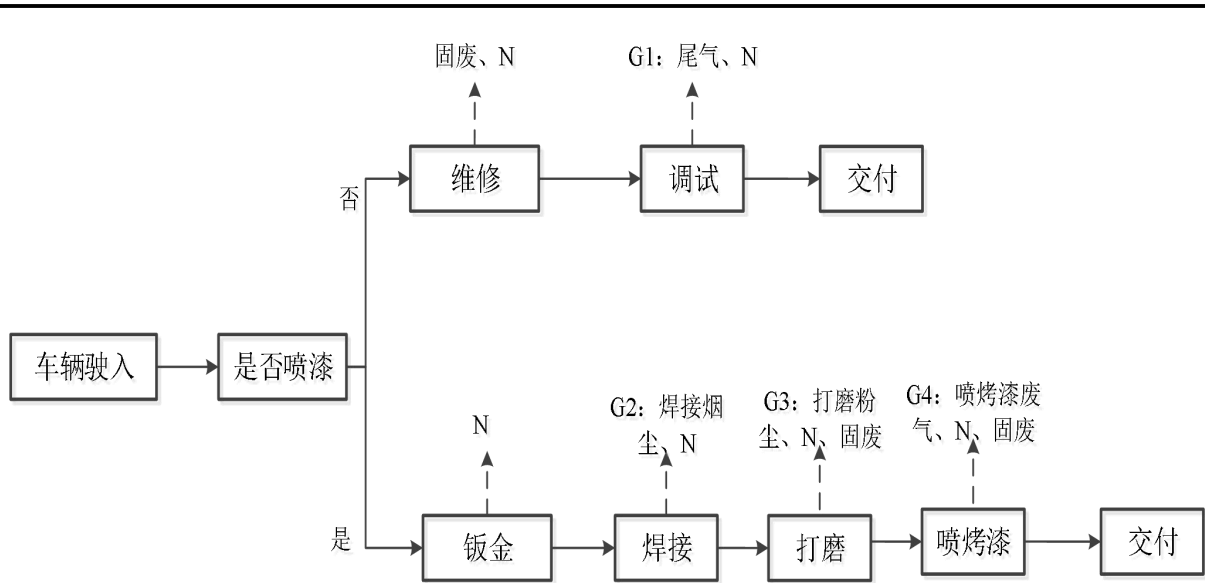 固废、N
G1：尾气、N
维修
调试
交付
否
车辆驶入
是否喷漆
N
G2：焊接烟
尘、N
G3：打磨粉
尘、N、固废
G4：喷烤漆废
气、N、固废
是
钣金
焊接
打磨
喷烤漆
交付